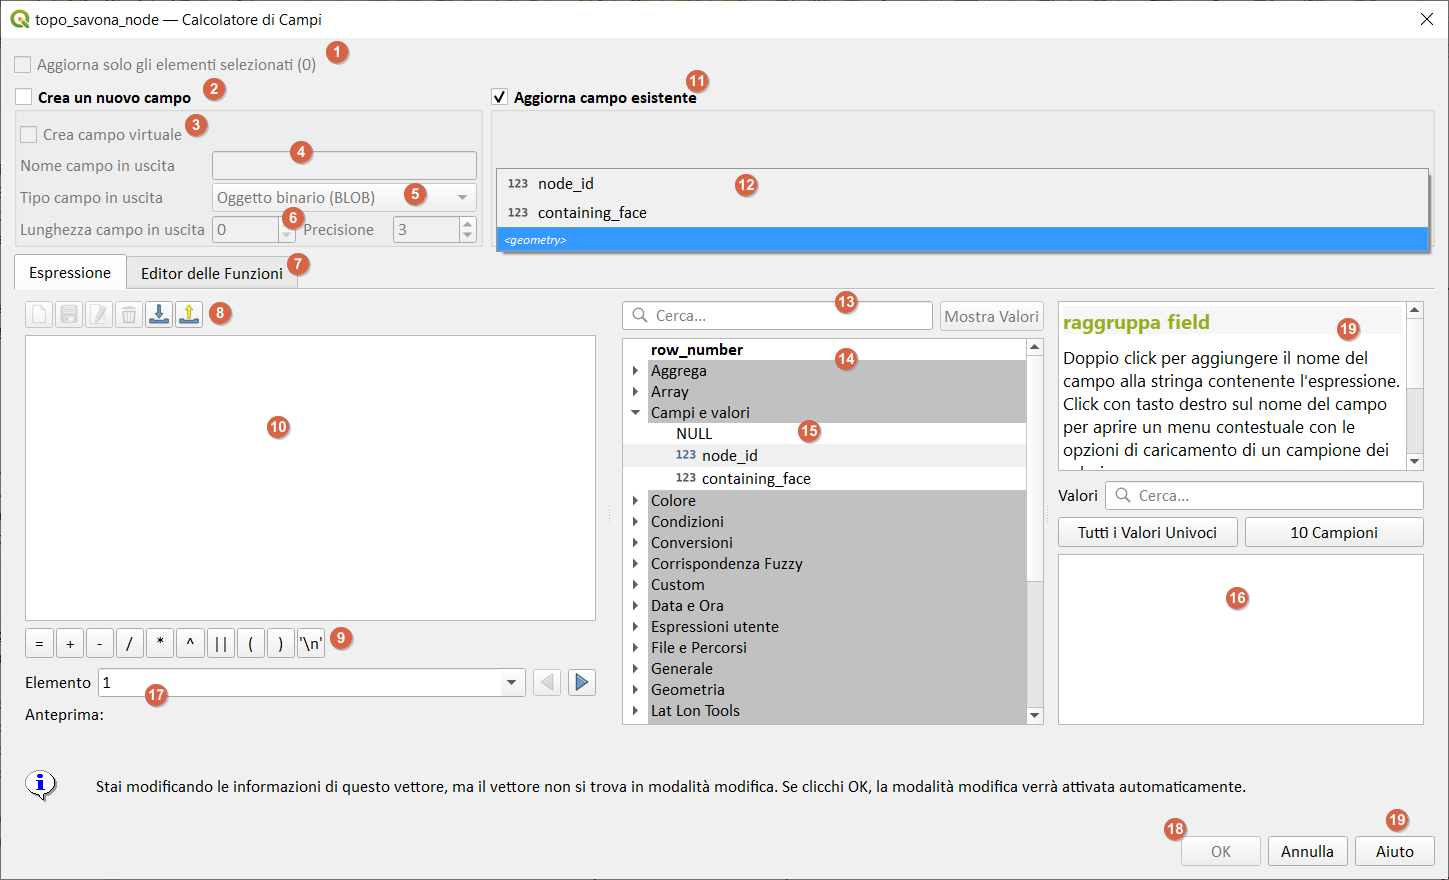 topo_savona_node — Calcolatore di Campi
Aggiorna solo gli elementi selezionati (0)
1
Crea un nuovo campo
2
Aggiorna campo esistente
11
Crea campo virtuale
3
Nome campo in uscita
4
Tipo campo in uscita
Oggetto binario (BLOB)
5
Lunghezza campo in uscita
0
6
Precisione
3
123 node_id
12
123 containing_face
<geometry>
Espressione
Editor delle Funzioni
7
8
10
= + - / * ^ || ( ) '\n'
9
Elemento
1
17
Anteprima:
Cerca...
13
Mostra Valori
row_number
14
Aggrega
Array
Campi e valori
NULL
15
123 node_id
123 containing_face
Colore
Condizioni
Conversioni
Corrispondenza Fuzzy
Custom
Data e Ora
Espressioni utente
File e Percorsi
Generale
Geometria
Lat Lon Tools
raggruppa field
19
Doppio click per aggiungere il nome del
campo alla stringa contenente l'espressione.
Click con tasto destro sul nome del campo
per aprire un menu contestuale con le
opzioni di caricamento di un campione dei
Valori
Cerca...
Tutti i Valori Univoci
10 Campioni
16
Stai modificando le informazioni di questo vettore, ma il vettore non si trova in modalità modifica. Se clicchi OK, la modalità modifica verrà attivata automaticamente.
18
19
OK
Annulla
Aiuto